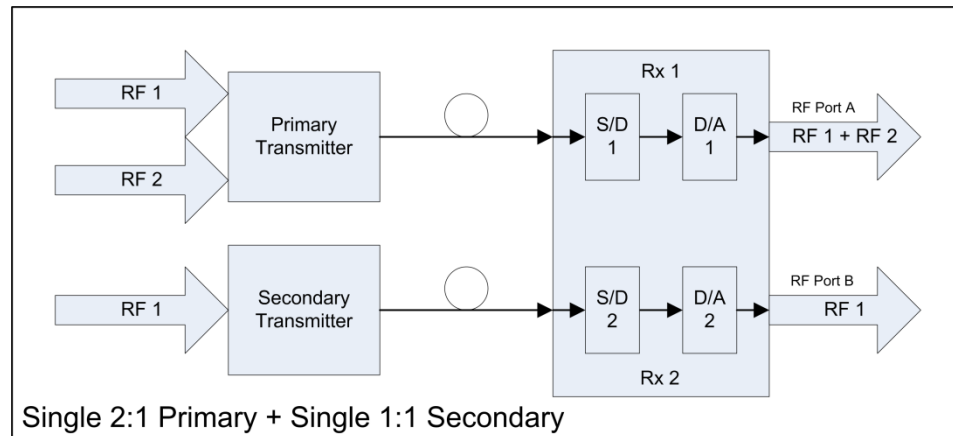 RF 1
RF 2
Primary
Transmitter
Rx 1
S/D
1
D/A
1
RF Port A
RF 1 + RF 2
RF 1
Secondary
Transmitter
S/D
2
D/A
2
Rx 2
RF Port B
RF 1
Single 2:1 Primary + Single 1:1 Secondary